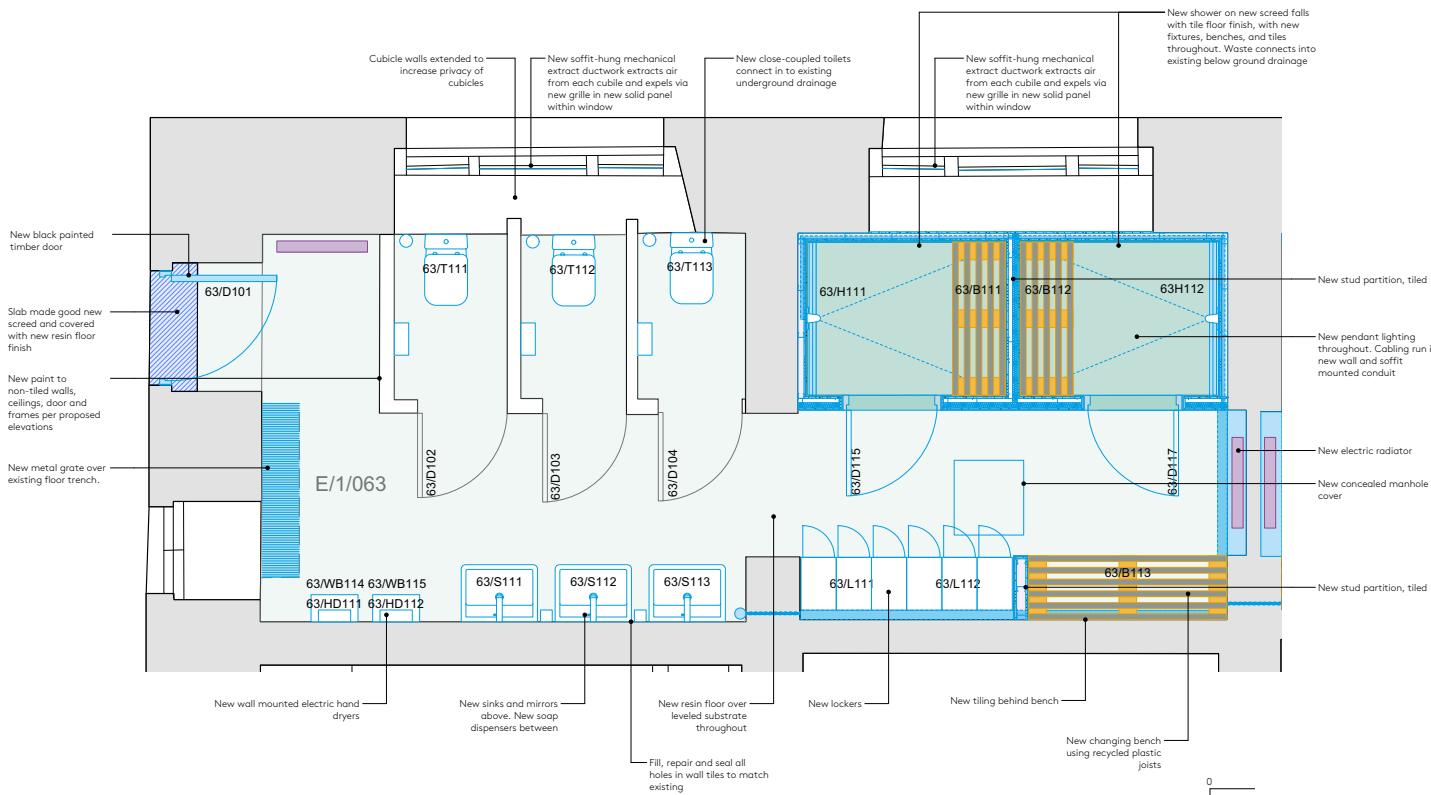 New shower on new screed falls
with tile floor finish, with new
fixtures, benches, and tiles
throughout. Waste connects into
existing below ground drainage
Cubicle walls extended to
increase privacy of
cubicles
New soffit-hung mechanical
extract ductwork extracts air
from each cubile and expels via
new grille in new solid panel
within window
New close-coupled toilets
connect in to existing
underground drainage
New soffit-hung mechanical
extract ductwork extracts air
from each cubile and expels via
new grille in new solid panel
within window
New black painted
timber door
63/D101
63/T111
63/T112
63/T113
63/H111
63/B111
63/B112
63H112
New stud partition, tiled
Slab made good new
screed and covered
with new resin floor
finish
New pendant lighting
throughout. Cabling run i
new wall and soffit
mounted conduit
New paint to
non-tiled walls,
ceilings, door and
frames per proposed
elevations
New metal grate over
existing floor trench.
E/1/063
63/D102
63/D103
63/D104
63/D115
63/D117
New electric radiator
New concealed manhole
cover
63/WB114
63/WB115
63/HD111
63/HD112
63/S111
63/S112
63/S113
63/L111
63/L112
63/B113
New stud partition, tiled
New wall mounted electric hand
dryers
New sinks and mirrors
above. New soap
dispensers between
New resin floor over
leveled substrate
throughout
New lockers
New tiling behind bench
New changing bench
using recycled plastic
joists
Fill, repair and seal all
holes in wall tiles to match
existing
0